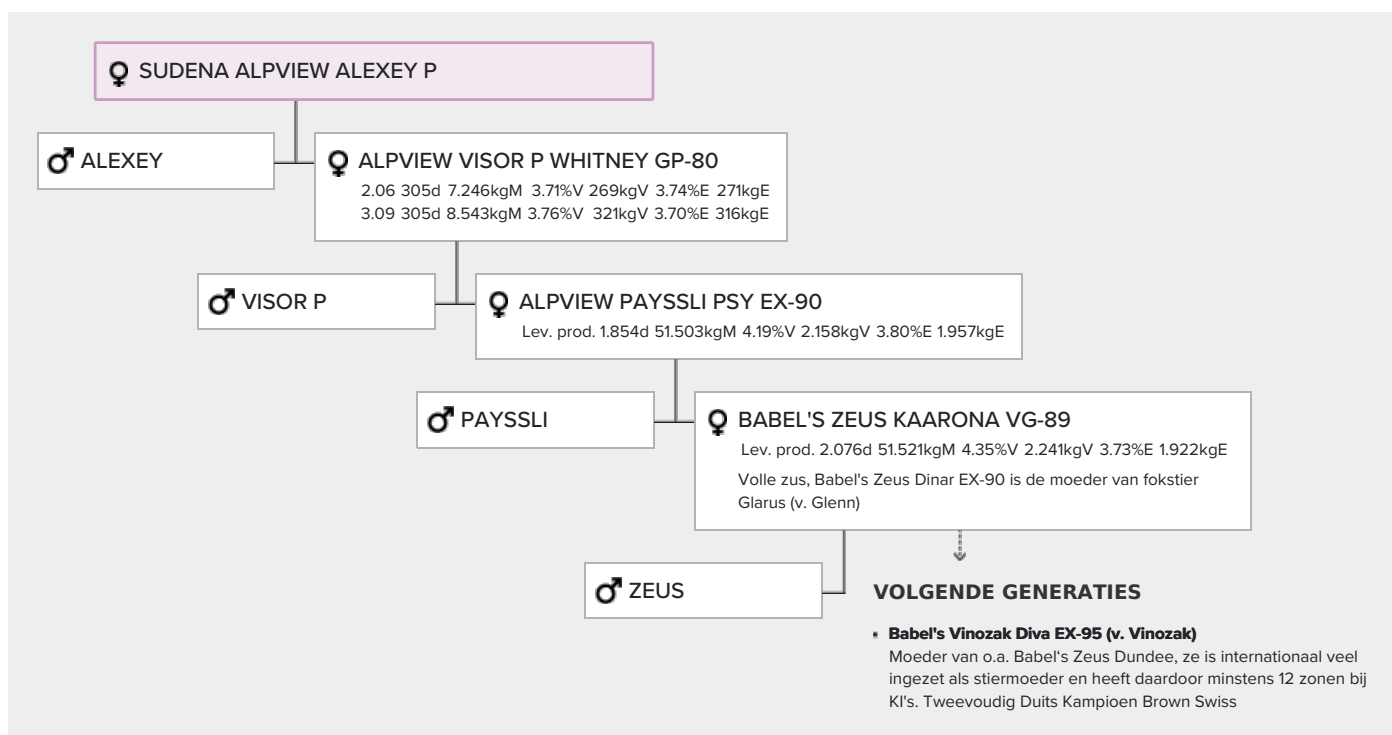 SUDENA ALPVIEW ALEXEY P
ALEXEY
ALPVIEW VISOR P WHITNEY GP-80
2.06 305d 7.246kgM 3.71%V 269kgV 3.74%E 271kgE
3.09 305d 8.543kgM 3.76%V 321kgV 3.70%E 316kgE
VISOR P
ALPVIEW PAYSSLI PSY EX-90
Lev. prod. 1.854d 51.503kgM 4.19%V 2.158kgV 3.80%E 1.957kgE
PAYSSLI
BABEL'S ZEUS KAARONA VG-89
Lev. prod. 2.076d 51.521kgM 4.35%V 2.241kgV 3.73%E 1.922kgE
Volle zus, Babel's Zeus Dinar EX-90 is de moeder van fokstier
Glarus (v. Glenn)
ZEUS
VOLGENDE GENERATIES
Babel's Vinozak Diva EX-95 (v. Vinozak)
Moeder van o.a. Babel‘s Zeus Dundee, ze is internationaal veel
ingezet als stiermoeder en heeft daardoor minstens 12 zonen bij
KI's. Tweevoudig Duits Kampioen Brown Swiss